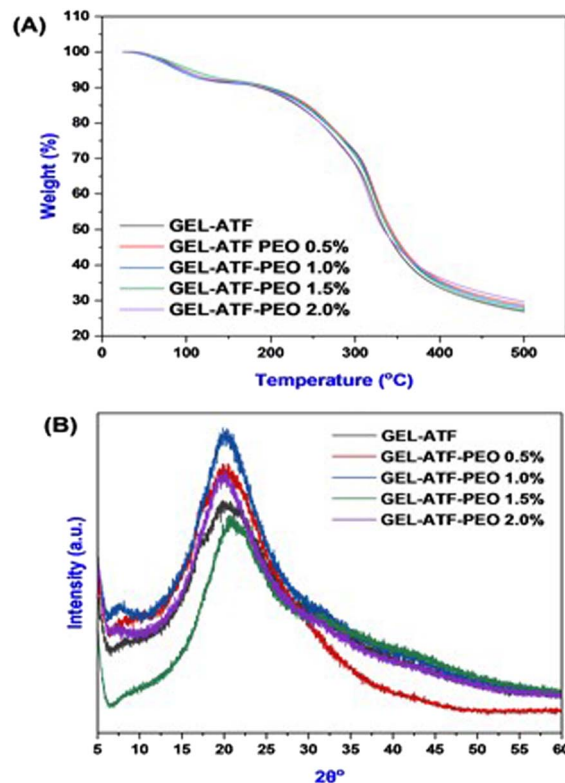 (A)
110
100
90
80
70
60
50
40
30
20
Weight (%)
GEL-ATF
GEL-ATF PEO 0.5%
GEL-ATF-PEO 1.0%
GEL-ATF-PEO 1.5%
GEL-ATF-PEO 2.0%
0 100 200 300 400 500
Temperature (°C)
(B)
Intensity (a.u.)
GEL-ATF
GEL-ATF-PEO 0.5%
GEL-ATF-PEO 1.0%
GEL-ATF-PEO 1.5%
GEL-ATF-PEO 2.0%
5 10 15 20 25 30 35 40 45 50 55 60
2θ°